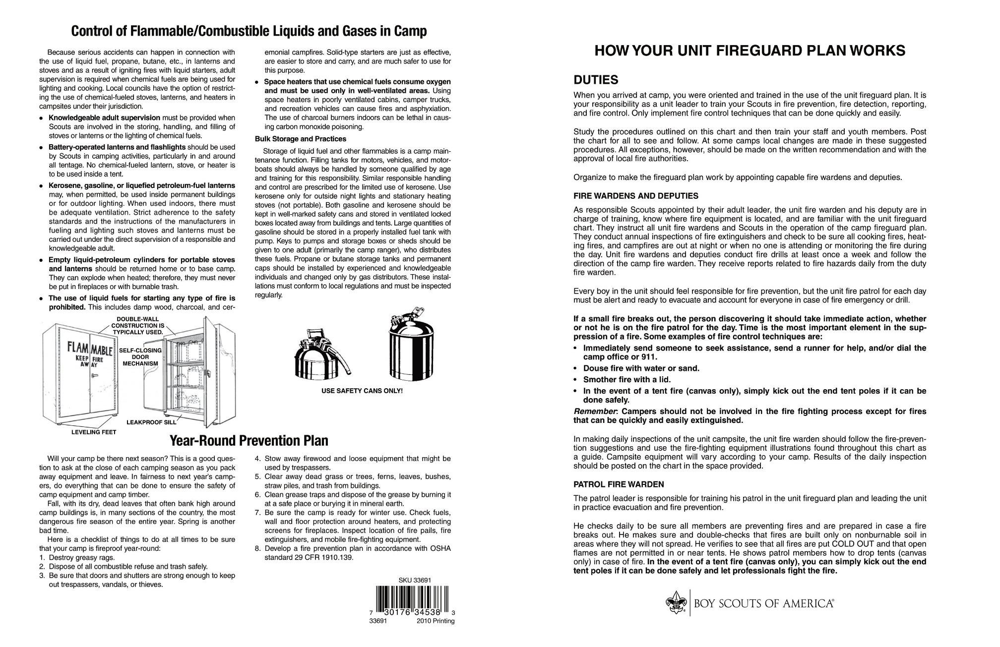 Control of Flammable/Combustible Liquids and Gases in Camp
Because serious accidents can happen in connection with
the use of liquid fuel, propane, butane, etc., in lanterns and
stoves and as a result of igniting fires with liquid starters, adult
supervision is required when chemical fuels are being used for
lighting and cooking. Local councils have the option of restrict-
ing the use of chemical-fueled stoves, lanterns, and heaters in
campsites under their jurisdiction.
• Knowledgeable adult supervision must be provided when
Scouts are involved in the storing, handling, and filling of
stoves or lanterns or the lighting of chemical fuels.
• Battery-operated lanterns and flashlights should be used
by Scouts in camping activities, particularly in and around
all tentage. No chemical-fueled lantern, stove, or heater is
to be used inside a tent.
• Kerosene, gasoline, or liquefied petroleum-fuel lanterns
may, when permitted, be used inside permanent buildings
or for outdoor lighting. When used indoors, there must
be adequate ventilation. Strict adherence to the safety
standards and the instructions of the manufacturers in
fueling and lighting such stoves and lanterns must be
carried out under the direct supervision of a responsible and
knowledgeable adult.
• Empty liquid-petroleum cylinders for portable stoves
and lanterns should be returned home or to base camp.
They can explode when heated; therefore, they must never
be put in fireplaces or with burnable trash.
• The use of liquid fuels for starting any type of fire is
prohibited. This includes damp wood, charcoal, and cer-
emonial campfires. Solid-type starters are just as effective,
are easier to store and carry, and are much safer to use for
this purpose.
• Space heaters that use chemical fuels consume oxygen
and must be used only in well-ventilated areas. Using
space heaters in poorly ventilated cabins, camper trucks,
and recreation vehicles can cause fires and asphyxiation.
The use of charcoal burners indoors can be lethal in caus-
ing carbon monoxide poisoning.
Bulk Storage and Practices
Storage of liquid fuel and other flammables is a camp main-
tenance function. Filling tanks for motors, vehicles, and motor-
boats should always be handled by someone qualified by age
and training for this responsibility. Similar responsible handling
and control are prescribed for the limited use of kerosene. Use
kerosene only for outside night lights and stationary heating
stoves (not portable). Both gasoline and kerosene should be
kept in well-marked safety cans and stored in ventilated locked
boxes located away from buildings and tents. Large quantities of
gasoline should be stored in a properly installed fuel tank with
pump. Keys to pumps and storage boxes or sheds should be
given to one adult (primarily the camp ranger), who distributes
these fuels. Propane or butane storage tanks and permanent
caps should be installed by experienced and knowledgeable
individuals and changed only by gas distributors. These instal-
lations must conform to local regulations and must be inspected
regularly.
DOUBLE-WALL
CONSTRUCTION IS
TYPICALLY USED.
FLAMMABLE
KEEP FIRE
AWAY
SELF-CLOSING
DOOR
MECHANISM
LEAKPROOF SILL
LEVELING FEET
USE SAFETY CANS ONLY!
Year-Round Prevention Plan
Will your camp be there next season? This is a good ques-
tion to ask at the close of each camping season as you pack
away equipment and leave. In fairness to next year's camp-
ers, do everything that can be done to ensure the safety of
camp equipment and camp timber.
Fall, with its dry, dead leaves that often bank high around
camp buildings is, in many sections of the country, the most
dangerous fire season of the entire year. Spring is another
bad time.
Here is a checklist of things to do at all times to be sure
that your camp is fireproof year-round:
1. Destroy greasy rags.
2. Dispose of all combustible refuse and trash safely.
3. Be sure that doors and shutters are strong enough to keep
out trespassers, vandals, or thieves.
4. Stow away firewood and loose equipment that might be
used by trespassers.
5. Clear away dead grass or trees, ferns, leaves, bushes,
straw piles, and trash from buildings.
6. Clean grease traps and dispose of the grease by burning it
at a safe place or burying it in mineral earth.
7. Be sure the camp is ready for winter use. Check fuels,
wall and floor protection around heaters, and protecting
screens for fireplaces. Inspect location of fire pails, fire
extinguishers, and mobile fire-fighting equipment.
8. Develop a fire prevention plan in accordance with OSHA
standard 29 CFR 1910.139.
SKU 33691
7 30176 34538 3
33691 2010 Printing
HOW YOUR UNIT FIREGUARD PLAN WORKS
DUTIES
When you arrived at camp, you were oriented and trained in the use of the unit fireguard plan. It is
your responsibility as a unit leader to train your Scouts in fire prevention, fire detection, reporting,
and fire control. Only implement fire control techniques that can be done quickly and easily.
Study the procedures outlined on this chart and then train your staff and youth members. Post
the chart for all to see and follow. At some camps local changes are made in these suggested
procedures. All exceptions, however, should be made on the written recommendation and with the
approval of local fire authorities.
Organize to make the fireguard plan work by appointing capable fire wardens and deputies.
FIRE WARDENS AND DEPUTIES
As responsible Scouts appointed by their adult leader, the unit fire warden and his deputy are in
charge of training, know where fire equipment is located, and are familiar with the unit fireguard
chart. They instruct all unit fire wardens and Scouts in the operation of the camp fireguard plan.
They conduct annual inspections of fire extinguishers and check to be sure all cooking fires, heat-
ing fires, and campfires are out at night or when no one is attending or monitoring the fire during
the day. Unit fire wardens and deputies conduct fire drills at least once a week and follow the
direction of the camp fire warden. They receive reports related to fire hazards daily from the duty
fire warden.
Every boy in the unit should feel responsible for fire prevention, but the unit fire patrol for each day
must be alert and ready to evacuate and account for everyone in case of fire emergency or drill.
If a small fire breaks out, the person discovering it should take immediate action, whether
or not he is on the fire patrol for the day. Time is the most important element in the sup-
pression of a fire. Some examples of fire control techniques are:
• Immediately send someone to seek assistance, send a runner for help, and/or dial the
camp office or 911.
• Douse fire with water or sand.
• Smother fire with a lid.
• In the event of a tent fire (canvas only), simply kick out the end tent poles if it can be
done safely.
Remember: Campers should not be involved in the fire fighting process except for fires
that can be quickly and easily extinguished.
In making daily inspections of the unit campsite, the unit fire warden should follow the fire-preven-
tion suggestions and use the fire-fighting equipment illustrations found throughout this chart as
a guide. Campsite equipment will vary according to your camp. Results of the daily inspection
should be posted on the chart in the space provided.
PATROL FIRE WARDEN
The patrol leader is responsible for training his patrol in the unit fireguard plan and leading the unit
in practice evacuation and fire prevention.
He checks daily to be sure all members are preventing fires and are prepared in case a fire
breaks out. He makes sure and double-checks that fires are built only on nonburnable soil in
areas where they will not spread. He verifies to see that all fires are put COLD OUT and that open
flames are not permitted in or near tents. He shows patrol members how to drop tents (canvas
only) in case of fire. In the event of a tent fire (canvas only), you can simply kick out the end
tent poles if it can be done safely and let professionals fight the fire.
BOY SCOUTS OF AMERICA®